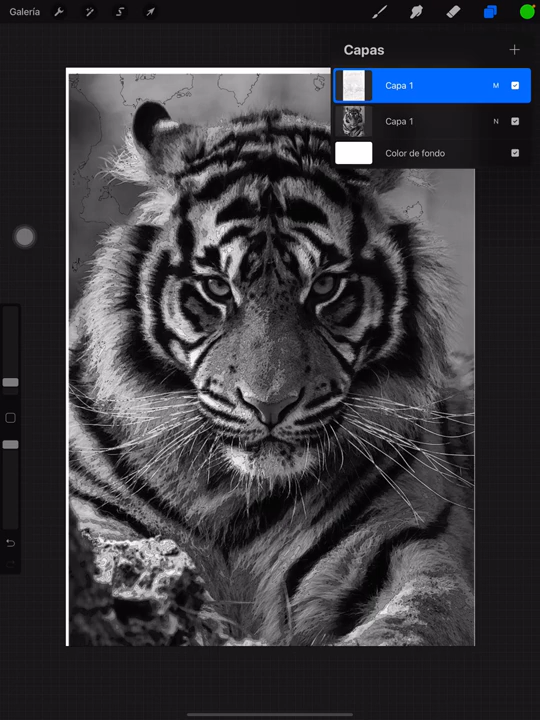 Galería
Capas
Capa 1 M
Capa 1 N
Color de fondo